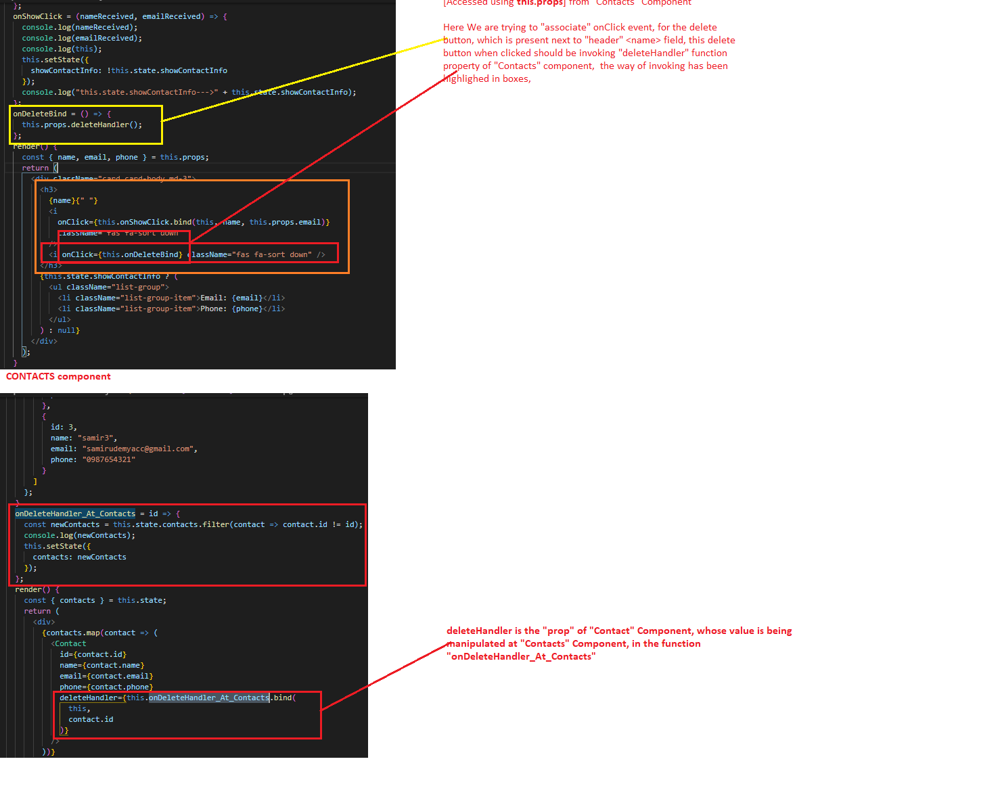 };
onShowClick = (nameReceived, emailReceived) => {
console.log(nameReceived);
console.log(emailReceived);
console.log(this);
this.setState({
showContactInfo: !this.state.showContactInfo
});
console.log("this.state.showContactInfo--->" + this.state.showContactInfo);
};
onDeleteBind = () => {
this.props.deleteHandler();
};
render() {
const { name, email, phone } = this.props;
return (
<div className="card card-body md-3">
<h3>
{name}{" "}
<i
onClick={this.onShowClick.bind(this, name, this.props.email)}
className="fas fa-sort down"
/>
<i onClick={this.onDeleteBind} className="fas fa-sort down" />
</h3>
{this.state.showContactInfo ? (
<ul className="list-group">
<li className="list-group-item">Email: {email}</li>
<li className="list-group-item">Phone: {phone}</li>
</ul>
) : null}
</div>
);
}
[Accessed using this.props] from "Contacts" Component
Here We are trying to "associate" onClick event, for the delete
button, which is present next to "header" <name> field, this delete
button when clicked should be invoking "deleteHandler" function
property of "Contacts" component,  the way of invoking has been
highlighed in boxes,
CONTACTS component
},
{
id: 3,
name: "samir3",
email: "samirudemyacc@gmail.com",
phone: "0987654321"
}
]
};
}
onDeleteHandler_At_Contacts = id => {
const newContacts = this.state.contacts.filter(contact => contact.id != id);
console.log(newContacts);
this.setState({
contacts: newContacts
});
};
render() {
const { contacts } = this.state;
return (
<div>
{contacts.map(contact => (
<Contact
id={contact.id}
name={contact.name}
email={contact.email}
phone={contact.phone}
deleteHandler={this.onDeleteHandler_At_Contacts.bind(
this,
contact.id
)}
/>
))}
deleteHandler is the "prop" of "Contact" Component, whose value is being
manipulated at "Contacts" Component, in the function
"onDeleteHandler_At_Contacts"